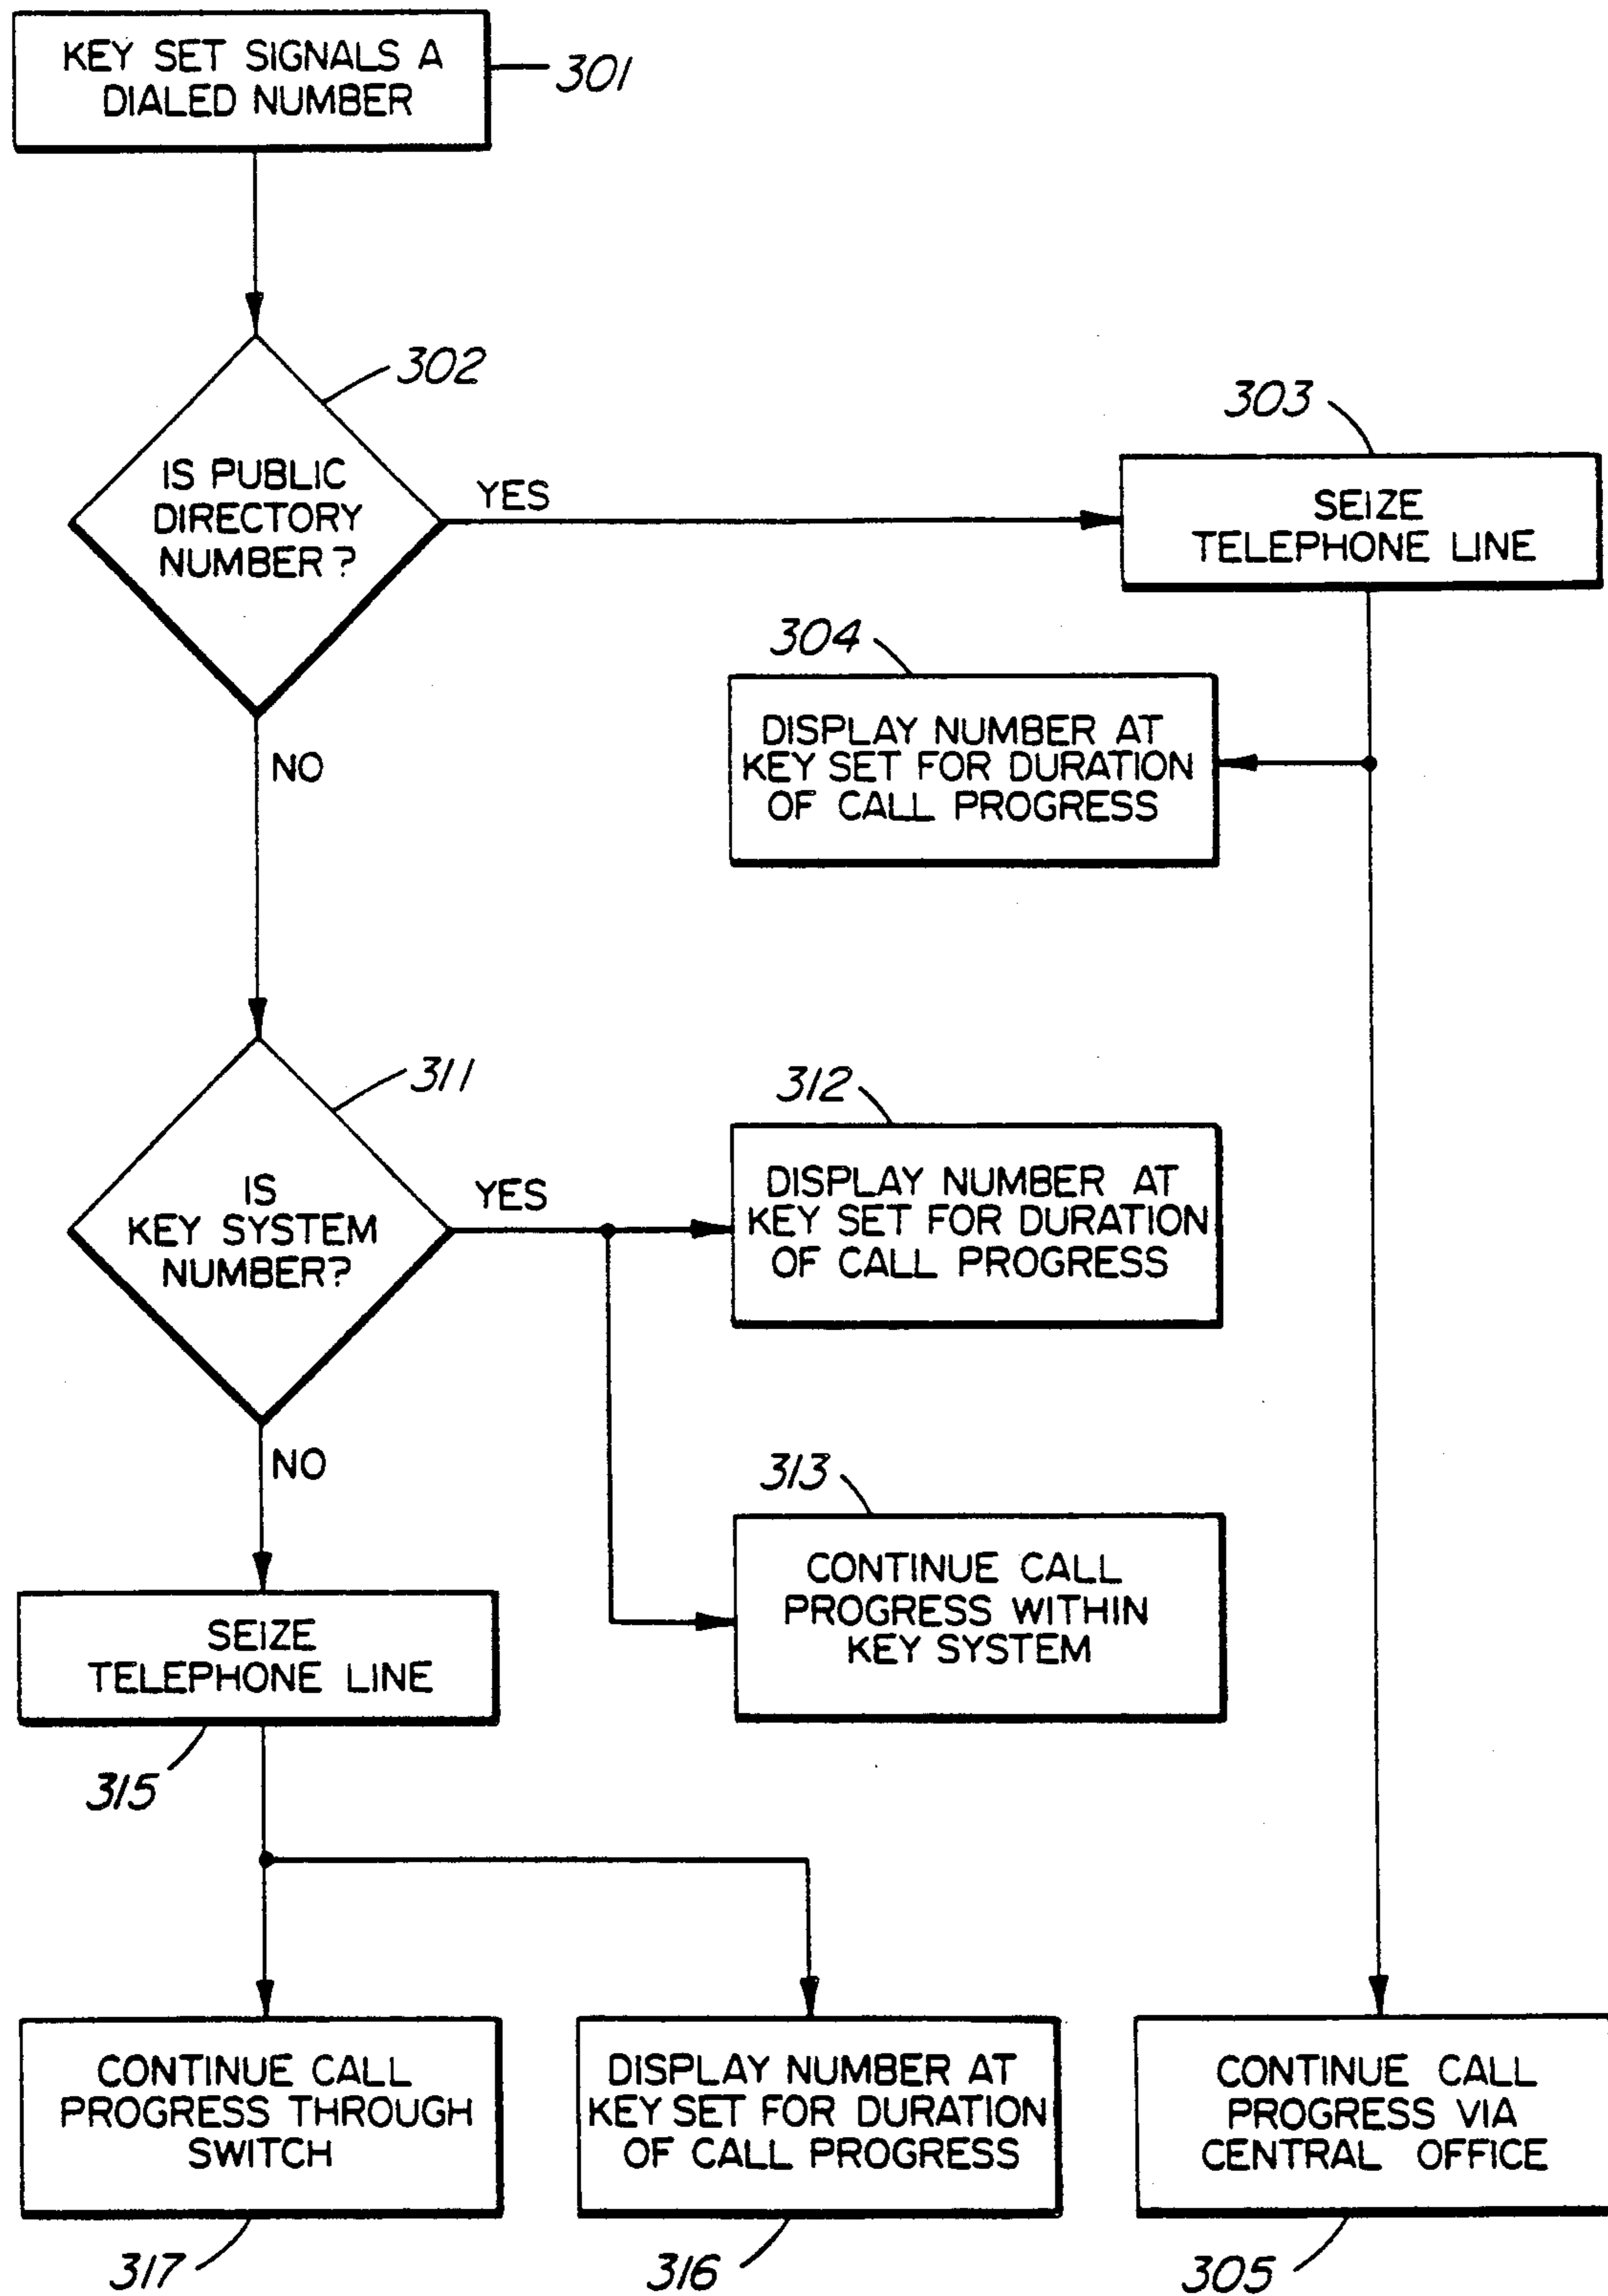 KEY SET SIGNALS A
DIALED NUMBER
301
302
IS PUBLIC
DIRECTORY
NUMBER?
YES
303
SEIZE
TELEPHONE LINE
304
DISPLAY NUMBER AT
KEY SET FOR DURATION
OF CALL PROGRESS
NO
311
IS
KEY SYSTEM
NUMBER?
YES
312
DISPLAY NUMBER AT
KEY SET FOR DURATION
OF CALL PROGRESS
NO
313
CONTINUE CALL
PROGRESS WITHIN
KEY SYSTEM
SEIZE
TELEPHONE LINE
315
CONTINUE CALL
PROGRESS THROUGH
SWITCH
317
DISPLAY NUMBER AT
KEY SET FOR DURATION
OF CALL PROGRESS
316
CONTINUE CALL
PROGRESS VIA
CENTRAL OFFICE
305